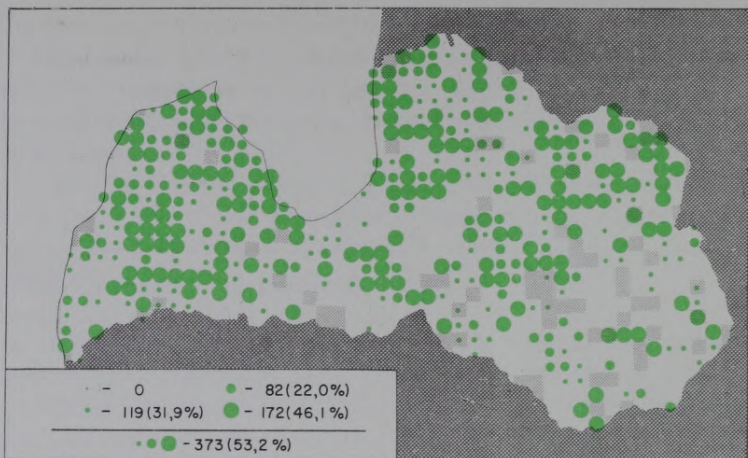 - 0 - 82(22,0%)
- 119(31,9%) - 172(46,1%)
- 373(53,2%)